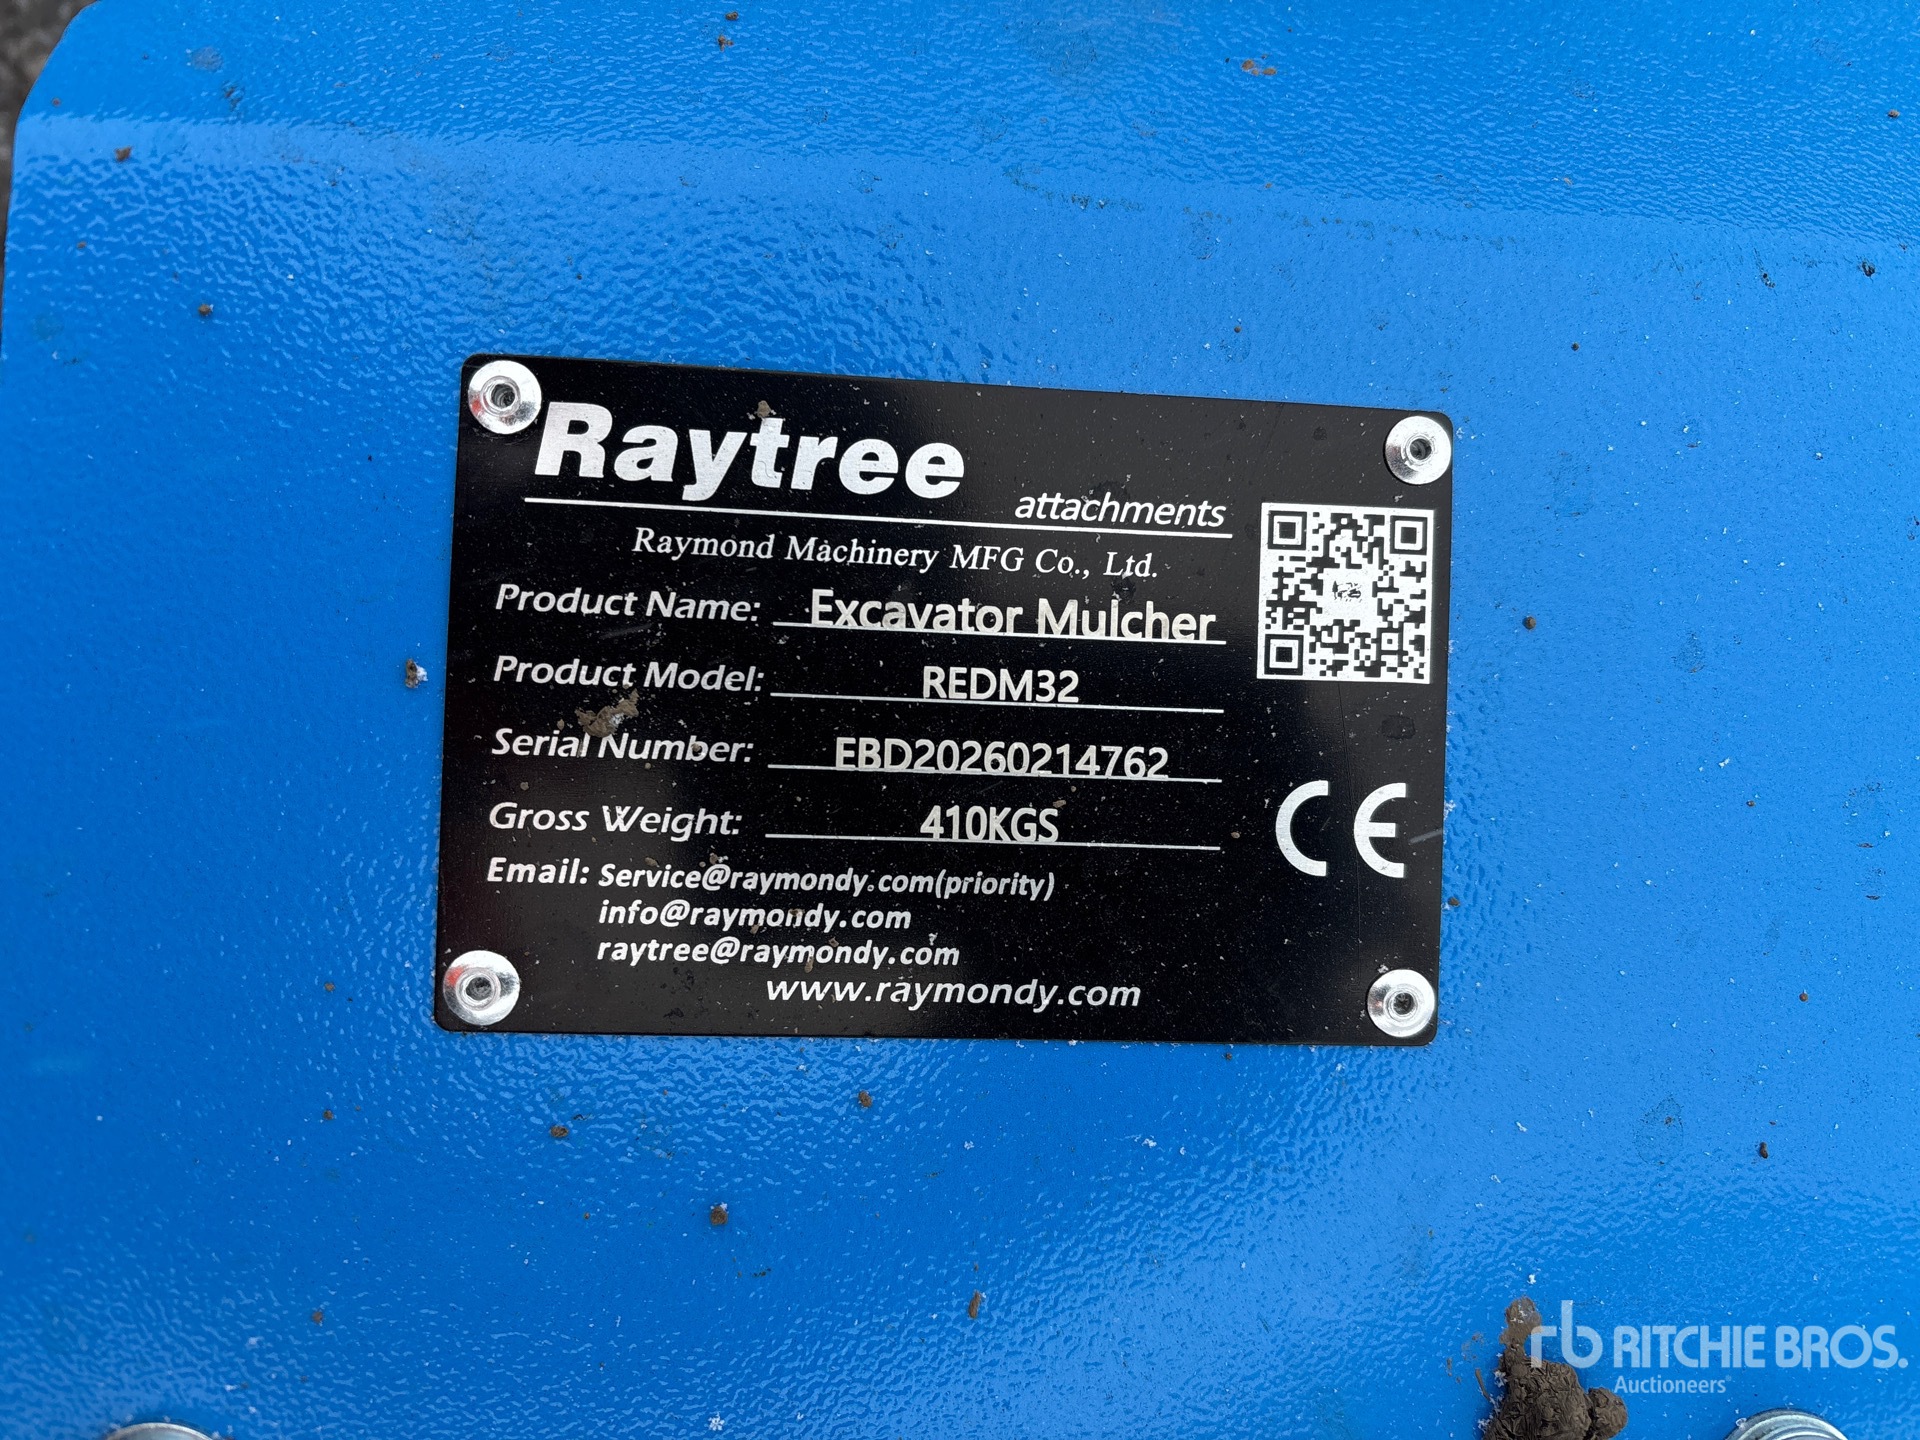 Raytree
attachments
Raymond Machinery MFG Co., Ltd.
Product Name: Excavator Mulcher
Product Model: REDM32
Serial Number: EBD20260214762
Gross Weight: 410KGS
Email: Service@raymondy.com(priority)
info@raymondy.com
raytree@raymondy.com
www.raymondy.com
CE
rb RITCHIE BROS.
Auctioneers